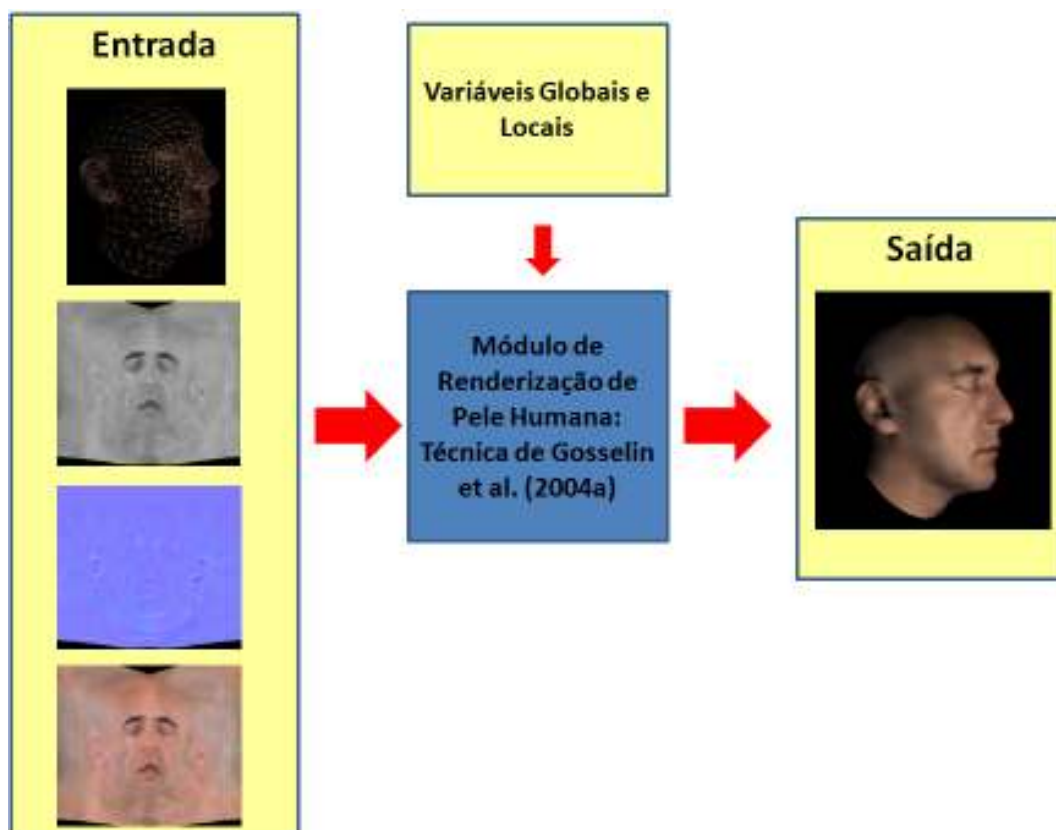 Entrada
Variáveis Globais e
Locais
Módulo de
Renderização de
Pele Humana:
Técnica de Gosselin
et al. (2004a)
Saída